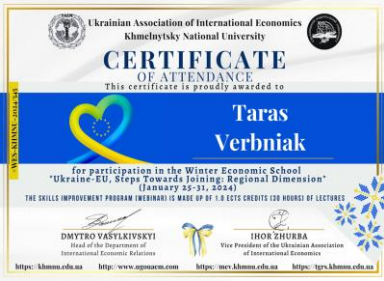 Ukrainian Association of International Economics
Khmelnytsky National University
CERTIFICATE
OF ATTENDANCE
This certificate is proudly awarded to
Taras
Verbniak
for participation in the Winter Economic School
"Ukraine-EU, Steps Towards Joining: Regional Dimension"
(January 25-31, 2024)
THE SKILLS IMPROVEMENT PROGRAM (WEBINAR) IS MADE UP OF 1.0 ECTS CREDITS (30 HOURS) OF LECTURES
DMYTRO VASYLKIVSKYI
Head of the Department of
International Economic Relations
IHOR ZHURBA
Vice President of the Ukrainian Association
of International Economics
https://khmnu.edu.ua
http://www.ugouaem.com
https://mev.khmnu.edu.ua
https://tgrs.khmnu.edu.ua